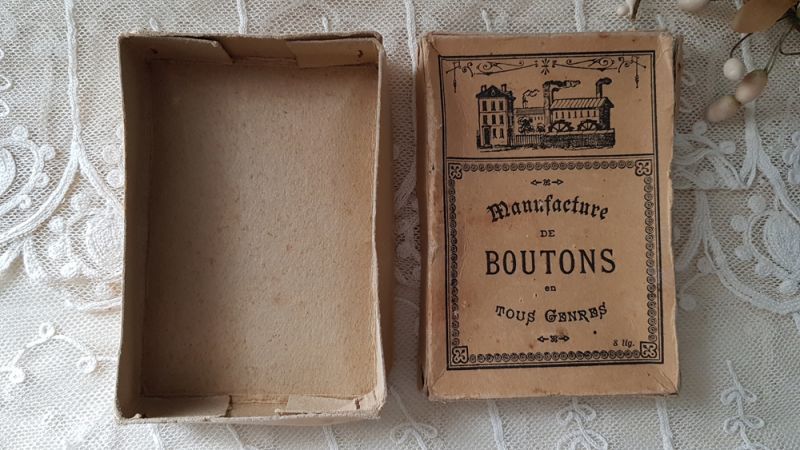 Manufacture
DE
BOUTONS
en
TOUS GENRES
8 lig.